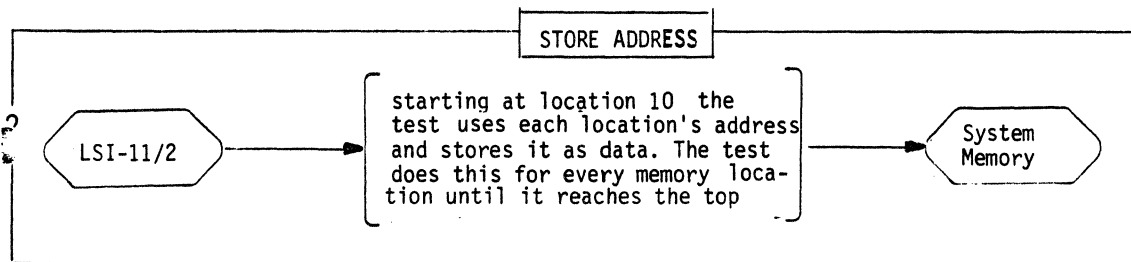 STORE ADDRESS
LSI-11/2
starting at location 10 the
test uses each location's address
and stores it as data. The test
does this for every memory loca-
tion until it reaches the top
System
Memory